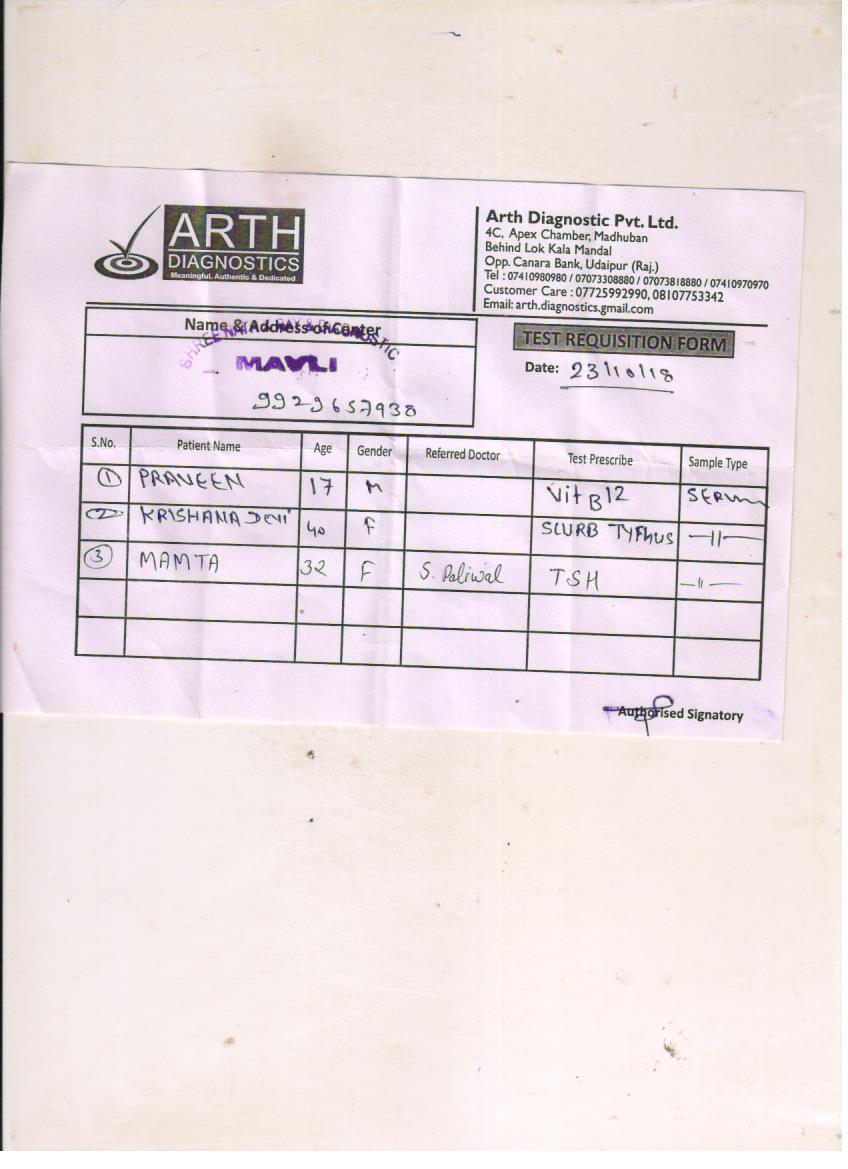 ARTH
DIAGNOSTICS
Meaningful, Authentic & Dedicated
Arth Diagnostic Pvt. Ltd.
4C, Apex Chamber, Madhuban
Behind Lok Kala Mandal
Opp. Canara Bank, Udaipur (Raj.)
Tel : 07410980980 / 07073308880 / 07073818880 / 07410970970
Customer Care : 07725992990, 08107753342
Email: arth.diagnostics.gmail.com
Name & Address of Center
MAVLI
9929657938
TEST REQUISITION FORM
Date: 23/10/18
S.No. Patient Name Age Gender Referred Doctor Test Prescribe Sample Type
1 PRAVEEN 17 M Vit B12 SERUM
2 KRISHANA DEVI 40 F SCURB TYFHUS —11—
3 MAMTA 32 F S. Paliwal TSH —11—
Authorised Signatory